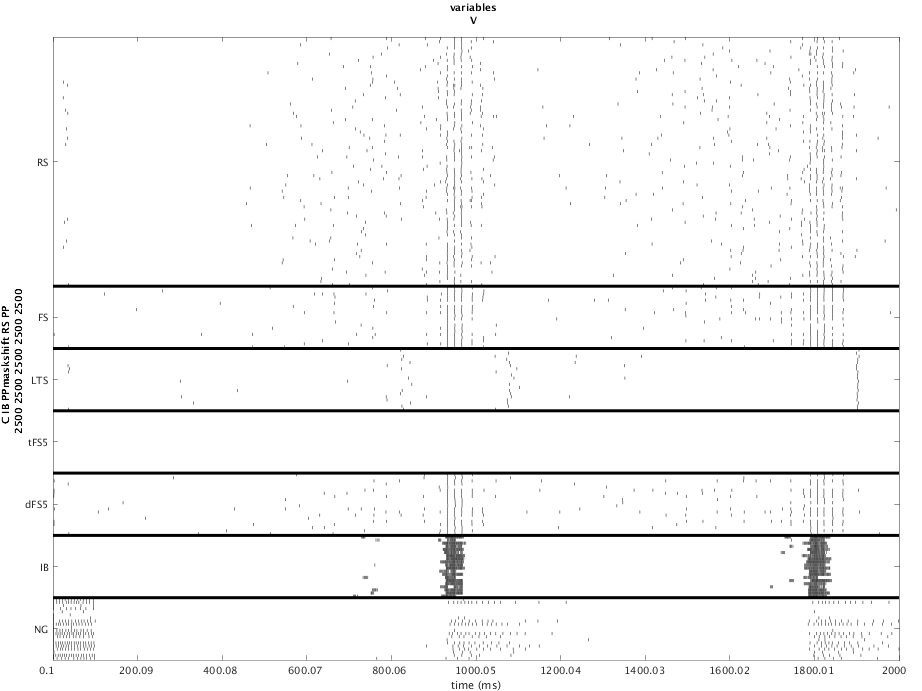 variables
V
C IB PPmaskshift RS PP
2500 2500 2500 2500 2500
RS
FS
LTS
tFS5
dFS5
IB
NG
0.1 200.09 400.08 600.07 800.06 1000.05 1200.04 1400.03 1600.02 1800.01 2000
time (ms)